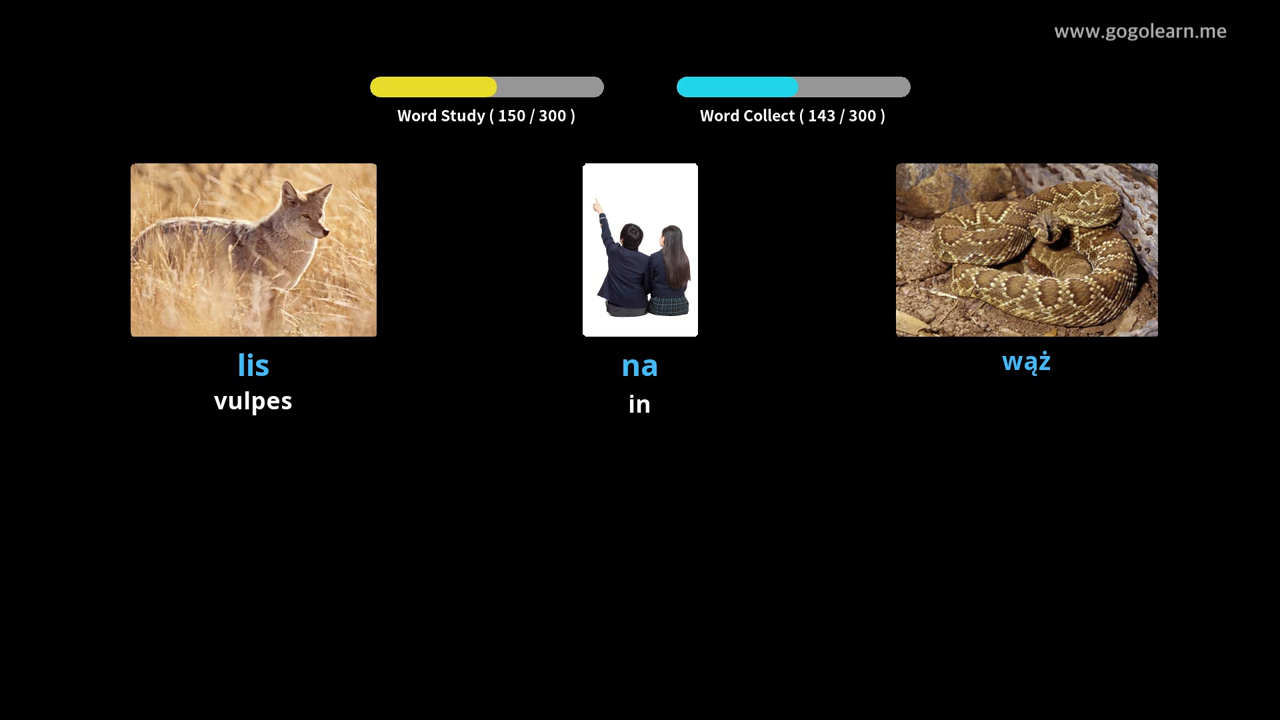 www.gogolearn.me
Word Study ( 150 / 300 )
Word Collect ( 143 / 300 )
lis
vulpes
na
in
wąż